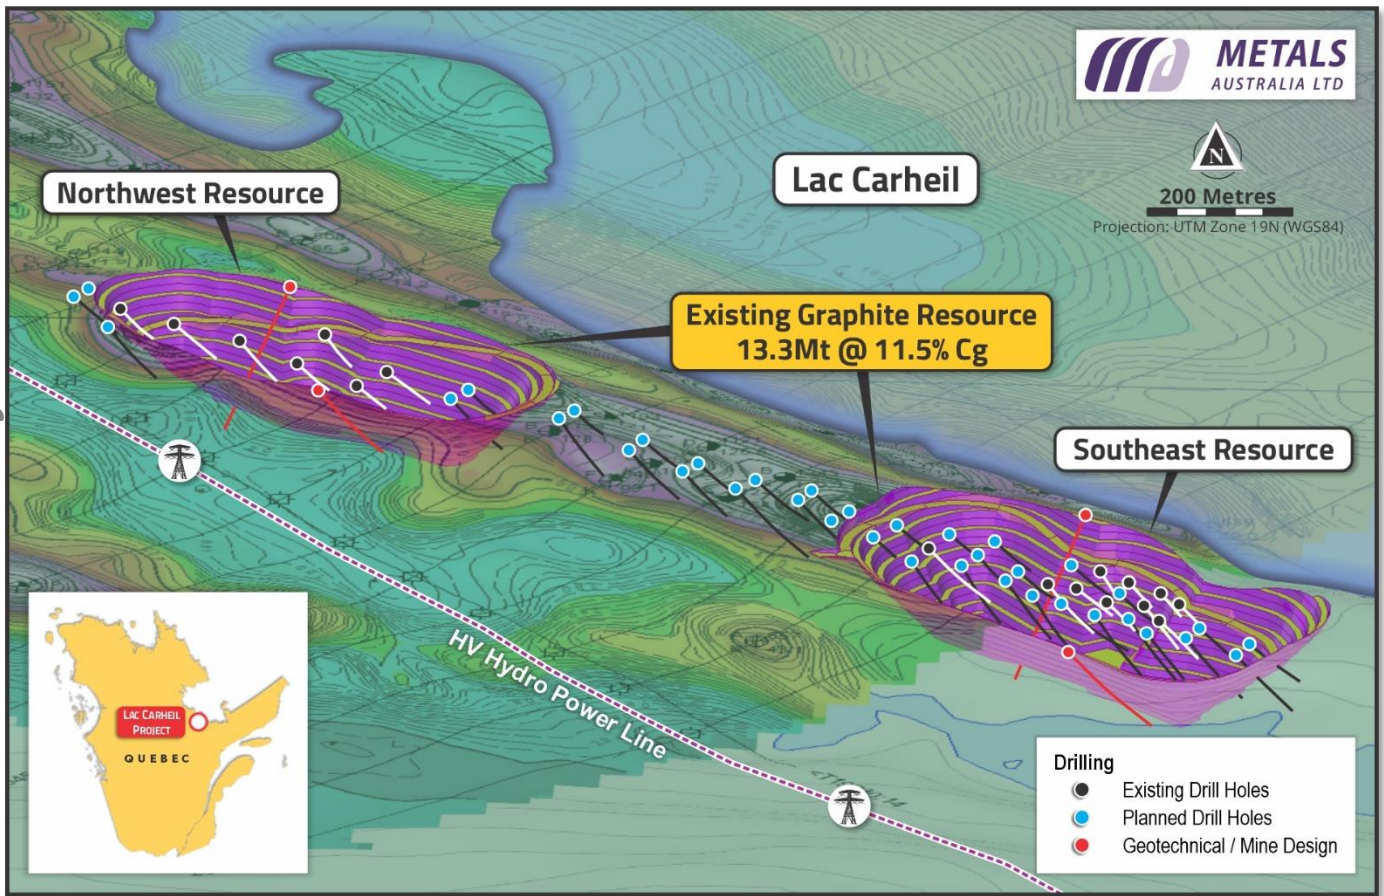 METALS
AUSTRALIA LTD
N
200 Metres
Projection: UTM Zone 19N (WGS84)
Lac Carheil
Northwest Resource
Existing Graphite Resource
13.3Mt @ 11.5% Cg
Southeast Resource
HV Hydro Power Line
LAC CARHEIL
PROJECT
QUEBEC
Drilling
Existing Drill Holes
Planned Drill Holes
Geotechnical / Mine Design